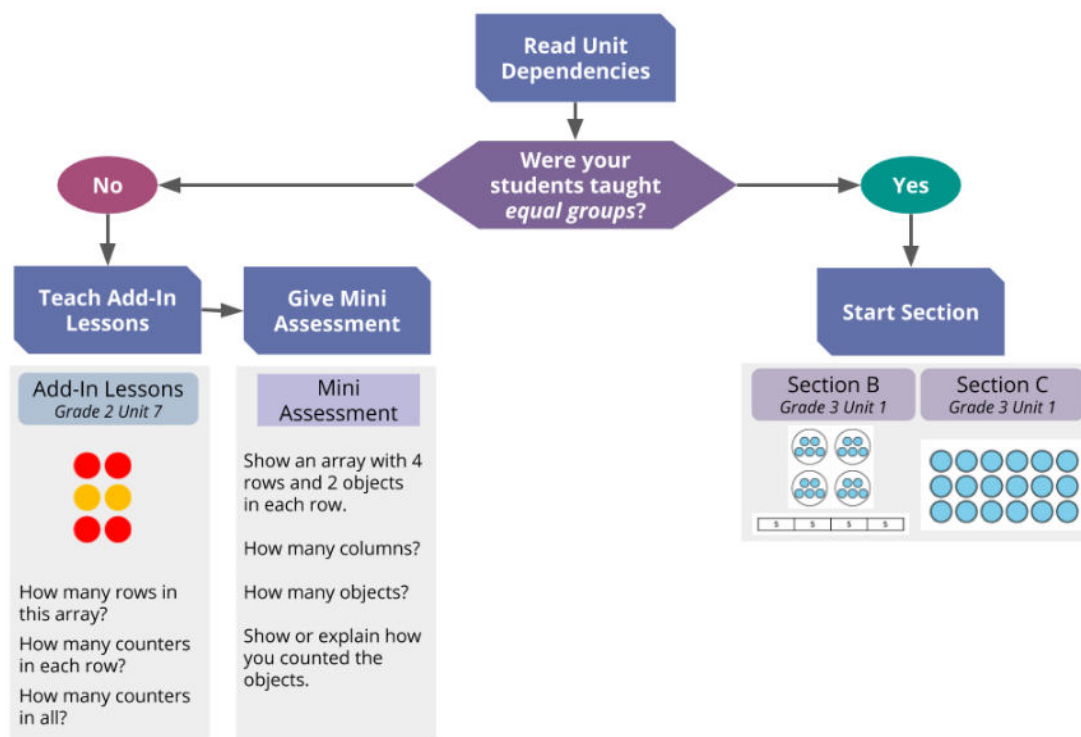 Read Unit
Dependencies
Were your
students taught
equal groups?
No
Yes
Teach Add-In
Lessons
Give Mini
Assessment
Start Section
Add-In Lessons
Grade 2 Unit 7
How many rows in
this array?
How many counters
in each row?
How many counters
in all?
Mini
Assessment
Show an array with 4
rows and 2 objects
in each row.
How many columns?
How many objects?
Show or explain how
you counted the
objects.
Section B
Grade 3 Unit 1
5 5 5 5
Section C
Grade 3 Unit 1